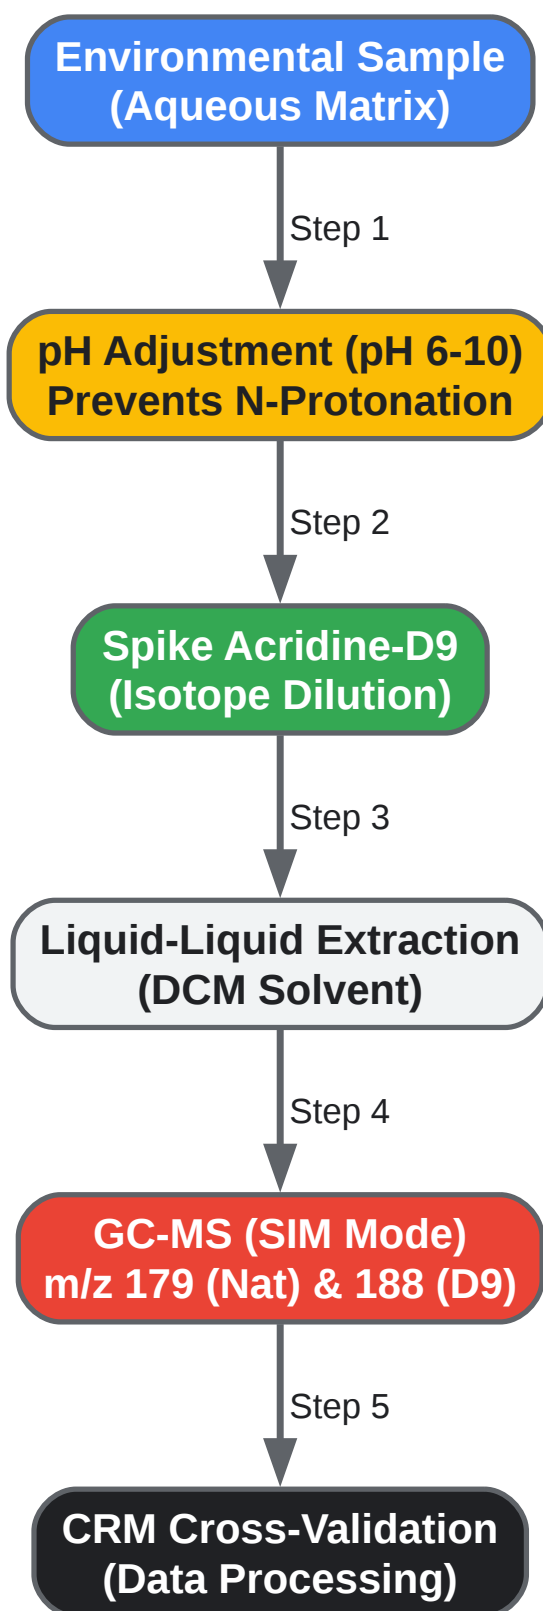 Environmental Sample
(Aqueous Matrix)
Step 1
pH Adjustment (pH 6-10)
Prevents N-Protonation
Step 2
Spike Acridine-D9
(Isotope Dilution)
Step 3
Liquid-Liquid Extraction
(DCM Solvent)
Step 4
GC-MS (SIM Mode)
m/z 179 (Nat) & 188 (D9)
Step 5
CRM Cross-Validation
(Data Processing)